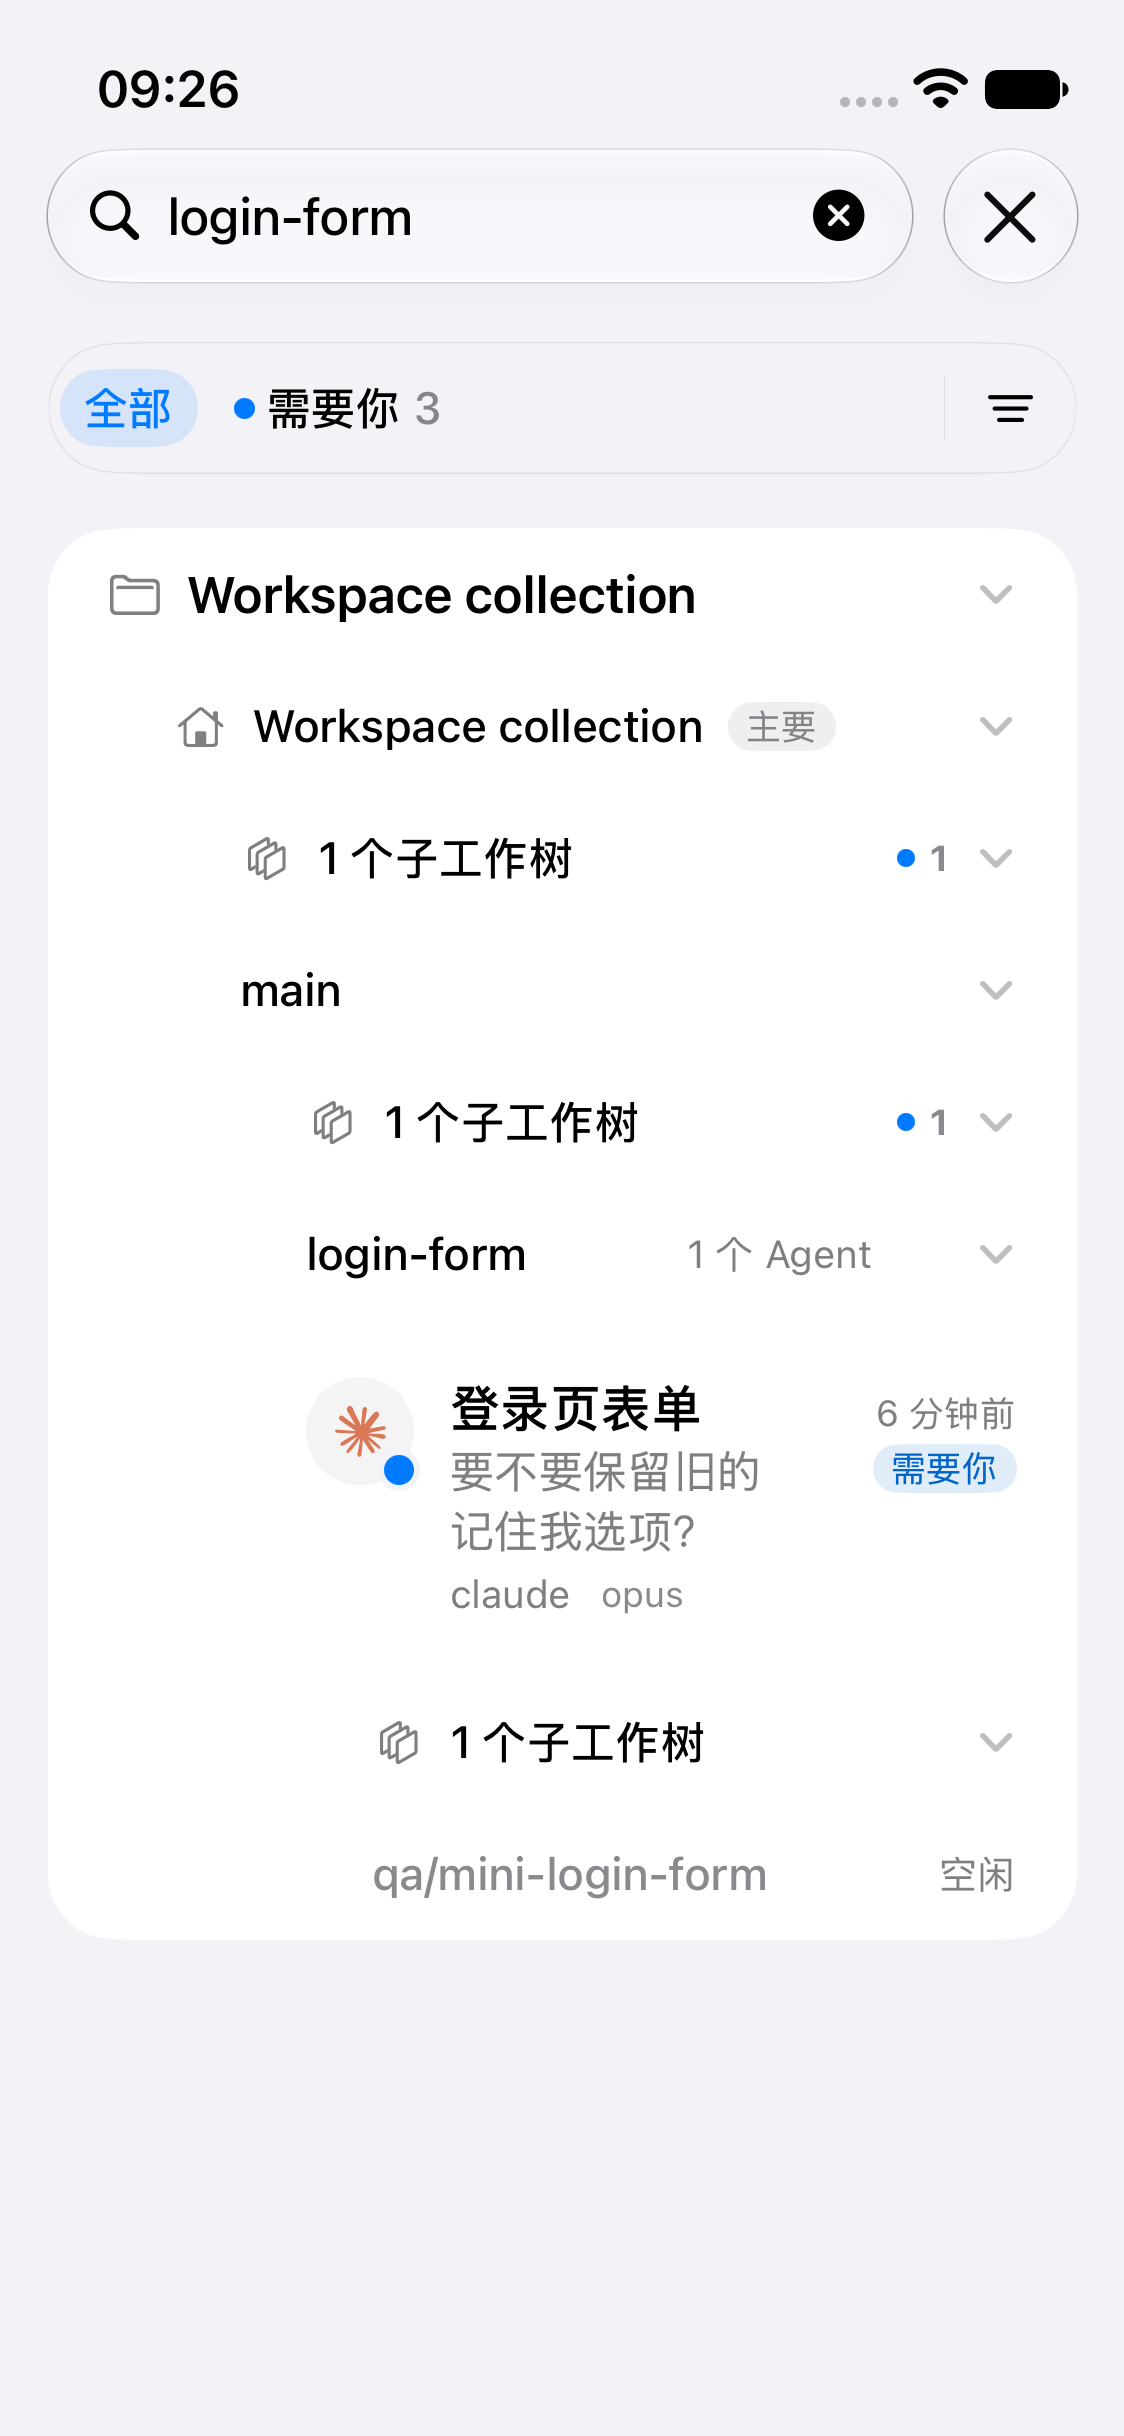 09:26
login-form
全部 需要你 3
Workspace collection
Workspace collection 主要
1 个子工作树 1
main
1 个子工作树 1
login-form 1 个 Agent
登录页表单 6 分钟前
要不要保留旧的 需要你
记住我选项?
claude opus
1 个子工作树
qa/mini-login-form 空闲